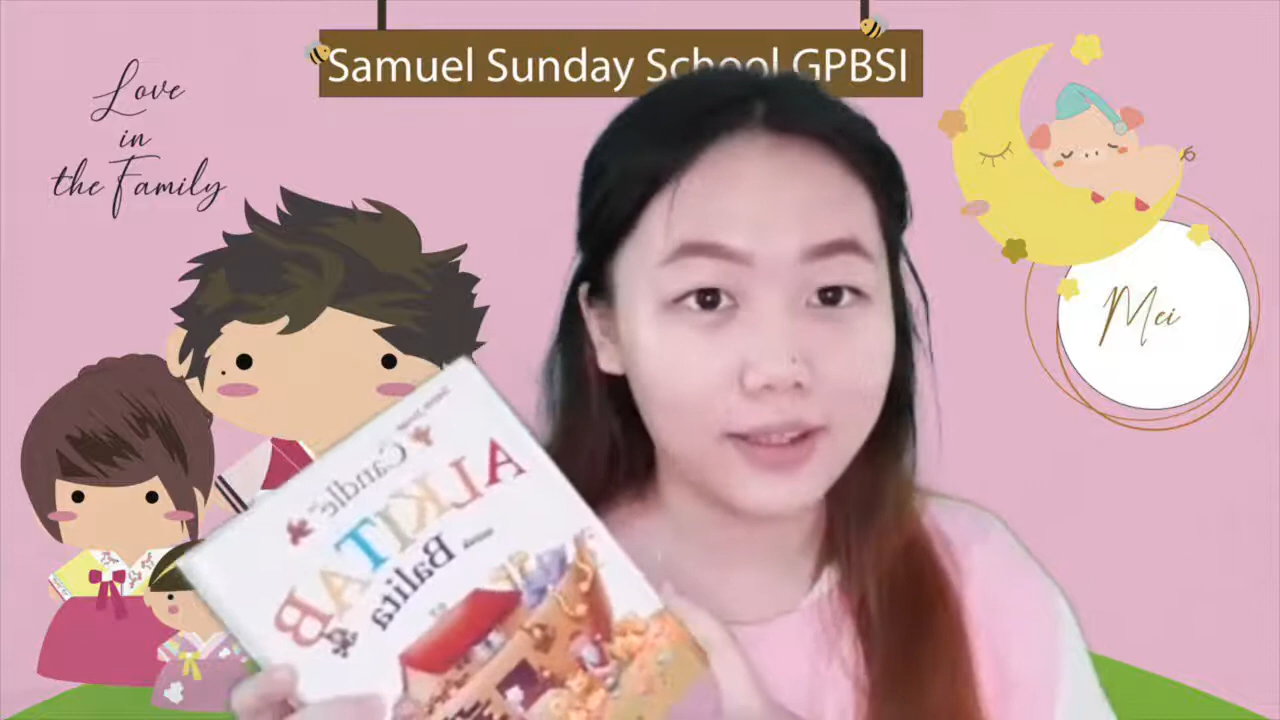 Samuel Sunday School GPBSI
Love
in
the Family
Mei
Candle
ALKITAB
Balita